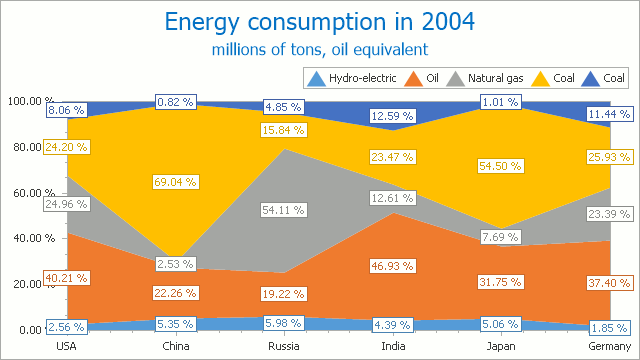 Energy consumption in 2004
millions of tons, oil equivalent
Hydro-electric Oil Natural gas Coal Coal
100.00 %
80.00 %
60.00 %
40.00 %
20.00 %
0.00 %
8.06 % 0.82 % 4.85 % 12.59 % 1.01 % 11.44 %
24.20 % 69.04 % 15.84 % 23.47 % 54.50 % 25.93 %
24.96 % 2.53 % 54.11 % 12.61 % 7.69 % 23.39 %
40.21 % 22.26 % 19.22 % 46.93 % 31.75 % 37.40 %
2.56 % 5.35 % 5.98 % 4.39 % 5.06 % 1.85 %
USA China Russia India Japan Germany